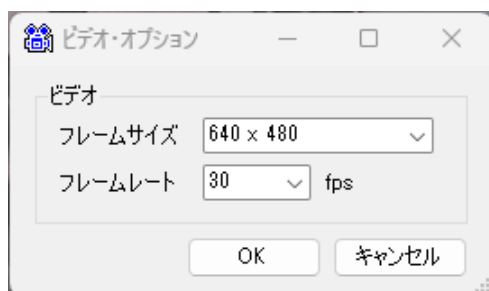 ビデオ・オプション
ビデオ
フレームサイズ 640 x 480
フレームレート 30 fps
OK キャンセル